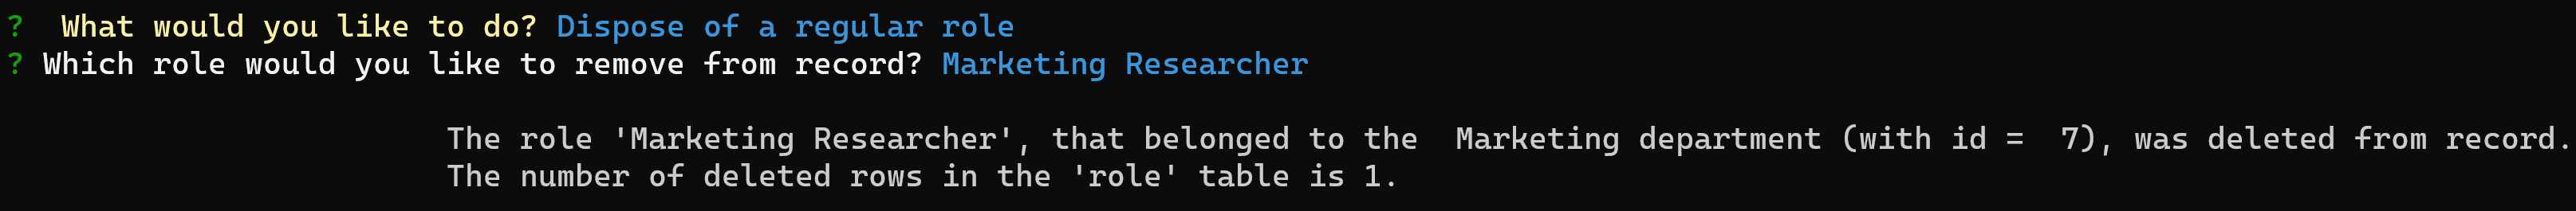 ? What would you like to do? Dispose of a regular role
? Which role would you like to remove from record? Marketing Researcher
The role 'Marketing Researcher', that belonged to the  Marketing department (with id =  7), was deleted from record.
The number of deleted rows in the 'role' table is 1.